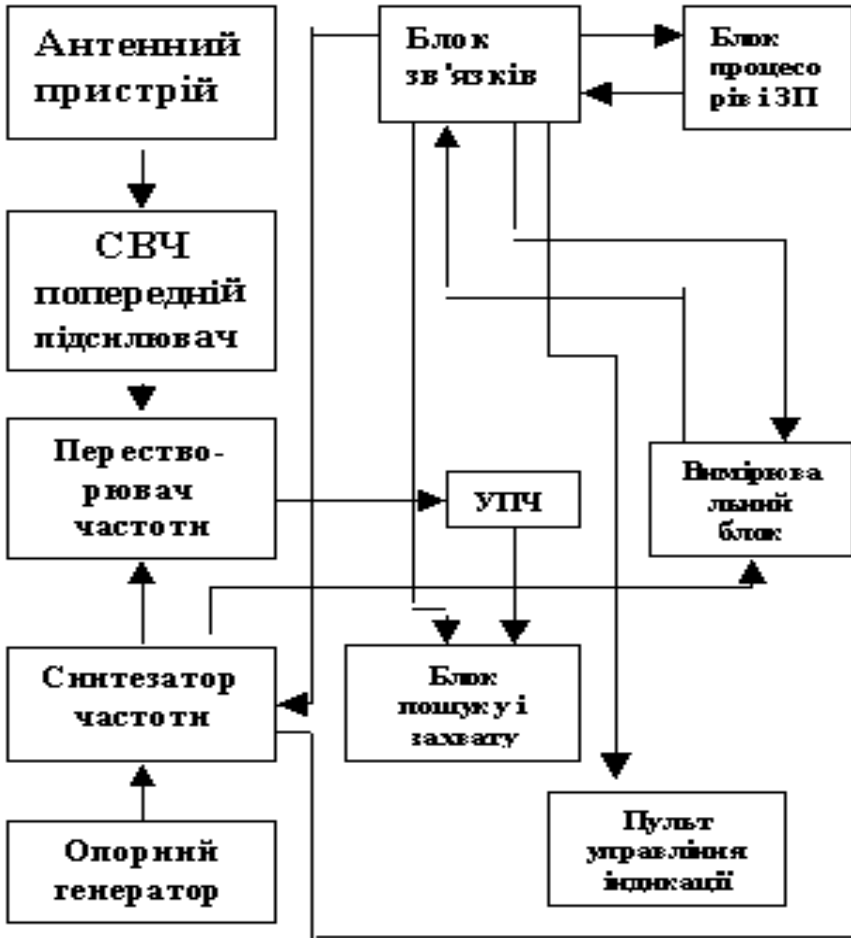 Антенний
пристрій
Блок
зв'язків
Блок
процесо
рів і ЗП
СВЧ
попередній
підсилювач
Перество-
рювач
частоти
УПЧ
Вимірюва
льний
блок
Синтезатор
частоти
Блок
пошуку і
захвату
Опорний
генератор
Пульт
управління
індикації